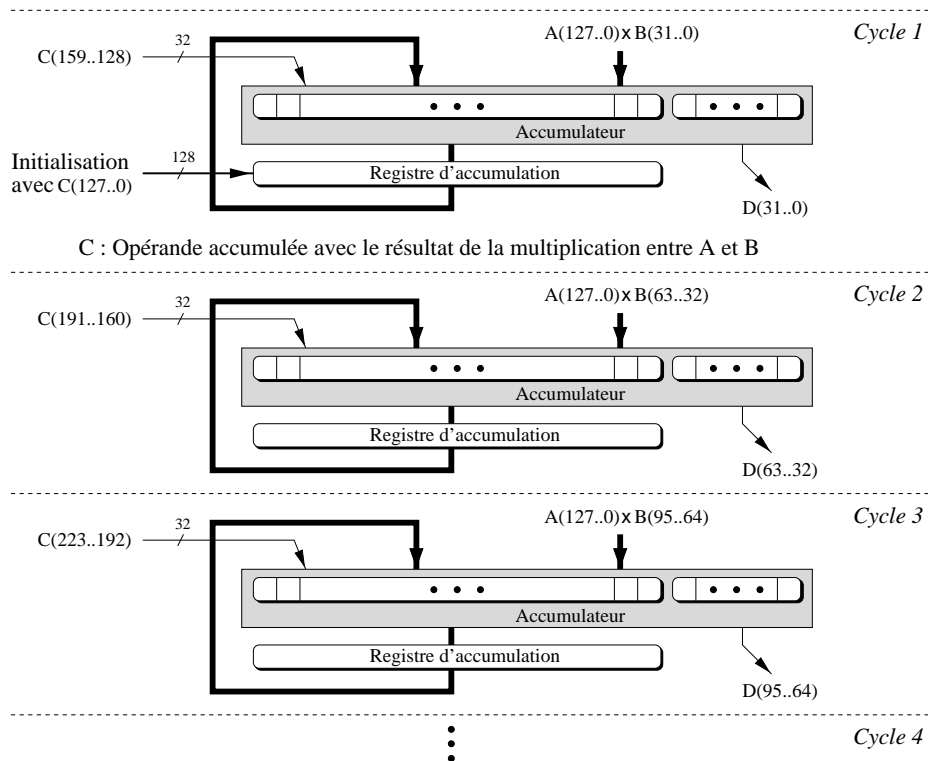 Cycle 1
32
A(127..0) x B(31..0)
C(159..128)
Accumulateur
Initialisation
avec C(127..0)
128
Registre d'accumulation
D(31..0)
C : Opérande accumulée avec le résultat de la multiplication entre A et B
Cycle 2
32
A(127..0) x B(63..32)
C(191..160)
Accumulateur
Registre d'accumulation
D(63..32)
Cycle 3
32
A(127..0) x B(95..64)
C(223..192)
Accumulateur
Registre d'accumulation
D(95..64)
Cycle 4